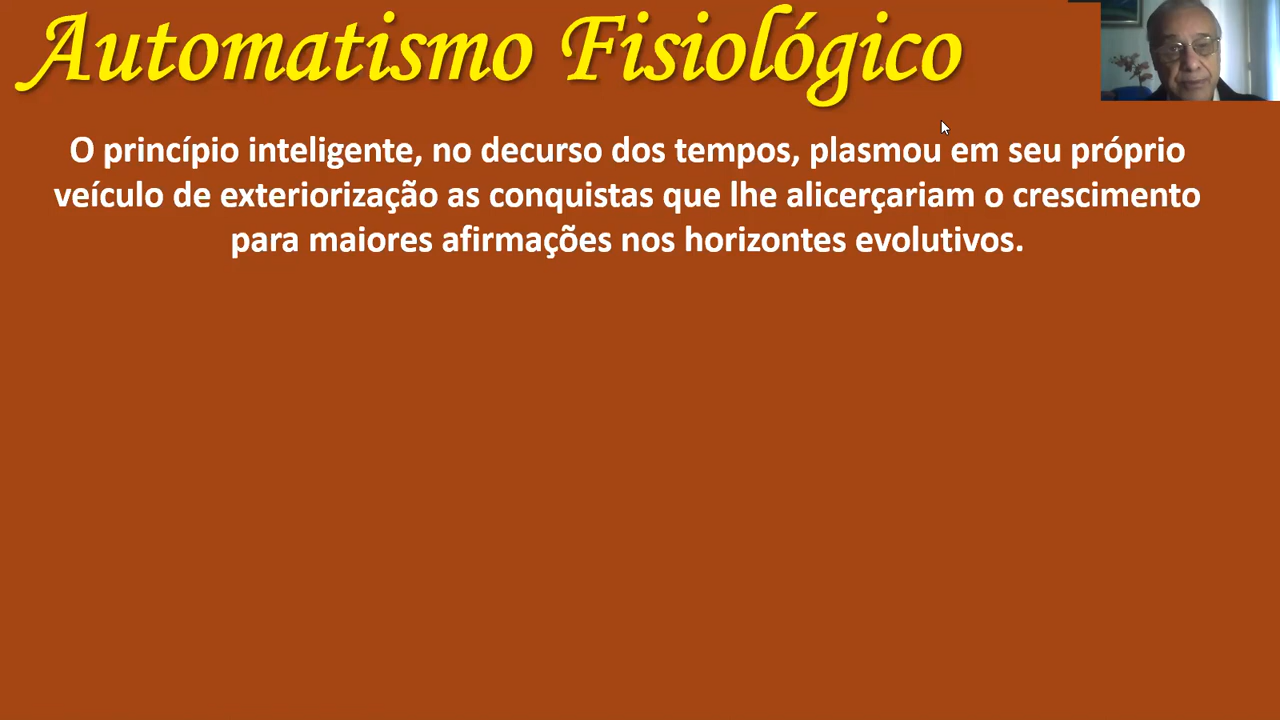 Automatismo Fisiológico
O princípio inteligente, no decurso dos tempos, plasmou em seu próprio
veículo de exteriorização as conquistas que lhe alicerçariam o crescimento
para maiores afirmações nos horizontes evolutivos.